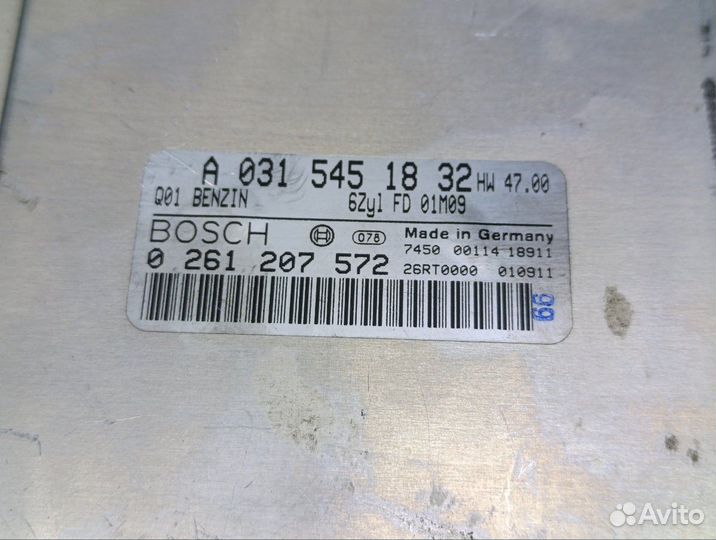 A 031 545 18 32 HW 47.00
Q01 BENZIN 6Zyl FD 01M09
BOSCH 078 Made in Germany
7450 00114 18911
0 261 207 572 26RT0000 010911
66
Avito